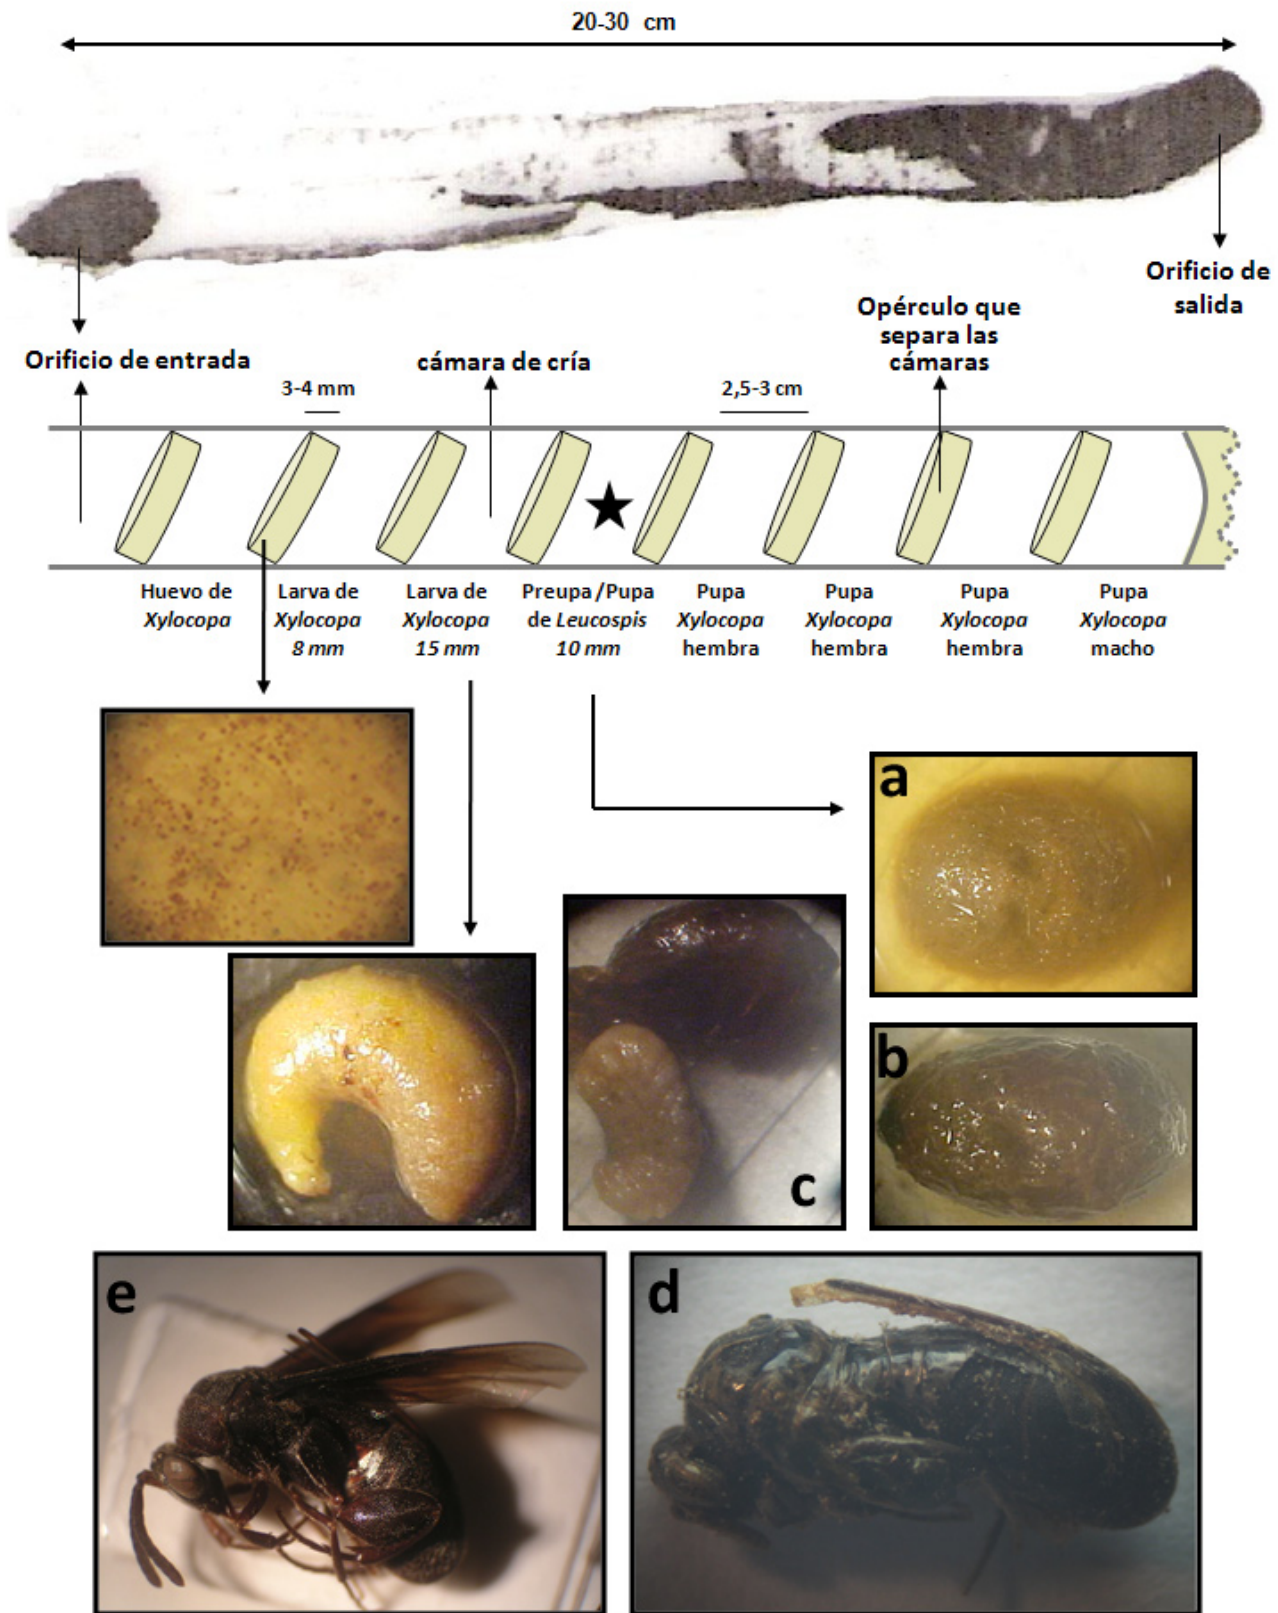 20-30 cm
Orificio de
salida
Opérculo que
separa las
cámaras
Orificio de entrada
cámara de cría
3-4 mm
2,5-3 cm
Huevo de
Xylocopa
Larva de
Xylocopa
8 mm
Larva de
Xylocopa
15 mm
Preupa/Pupa
de Leucospis
10 mm
Pupa
Xylocopa
hembra
Pupa
Xylocopa
hembra
Pupa
Xylocopa
hembra
Pupa
Xylocopa
macho
a
b
c
e
d